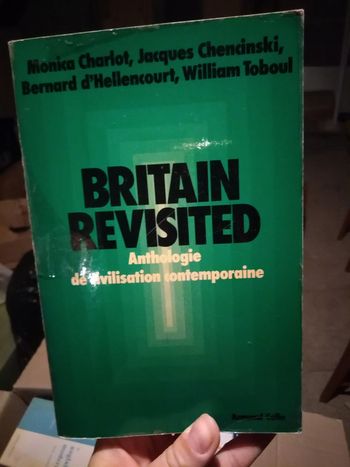 Monica Charlot, Jacques Chencinski,
Bernard d'Hellencourt, William Toboul
BRITAIN
REVISITED
Anthologie
de civilisation contemporaine
Armand Colin